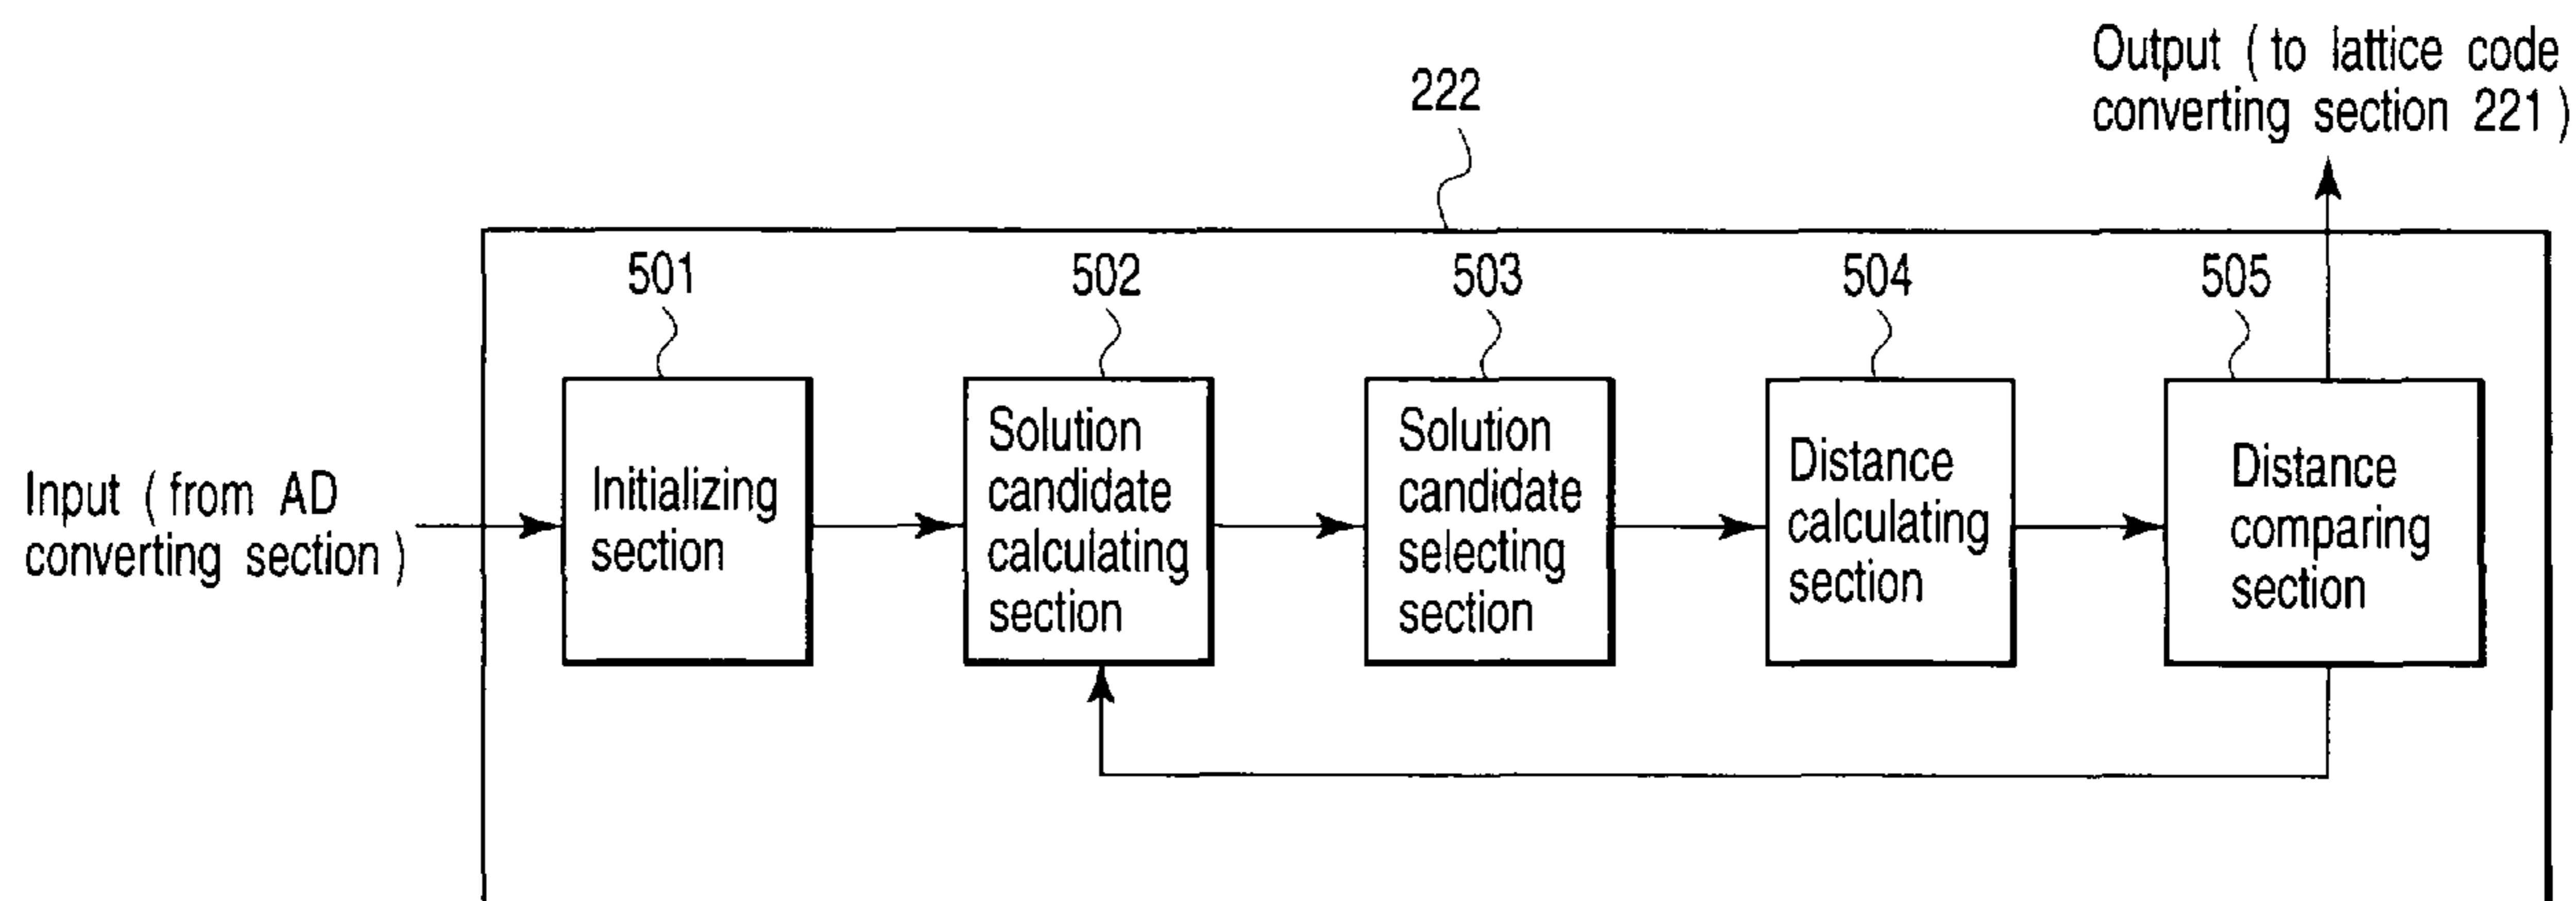 Output (to lattice code
converting section 221)
222
501
502
503
504
505
Input (from AD
converting section)
Initializing
section
Solution
candidate
calculating
section
Solution
candidate
selecting
section
Distance
calculating
section
Distance
comparing
section